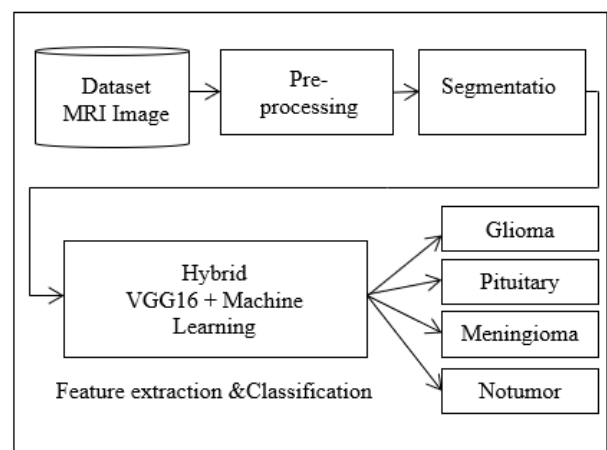 Dataset
MRI Image
Pre-
processing
Segmentatio
Hybrid
VGG16 + Machine
Learning
Feature extraction &Classification
Glioma
Pituitary
Meningioma
Notumor